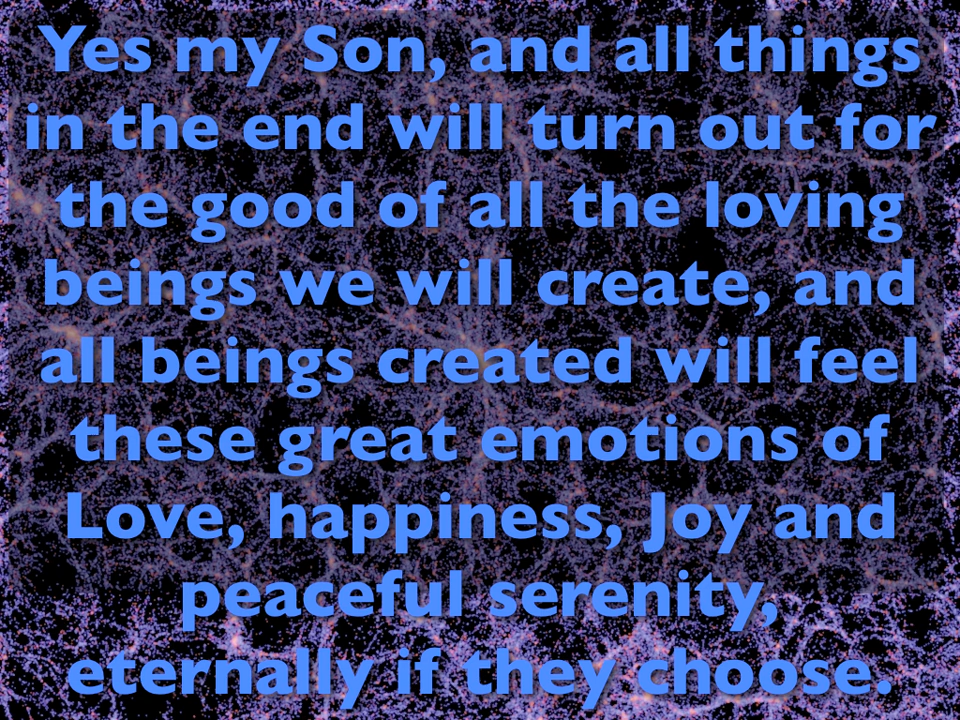 Yes my Son, and all things
in the end will turn out for
the good of all the loving
beings we will create, and
all beings created will feel
these great emotions of
Love, happiness, Joy and
peaceful serenity,
eternally if they choose.